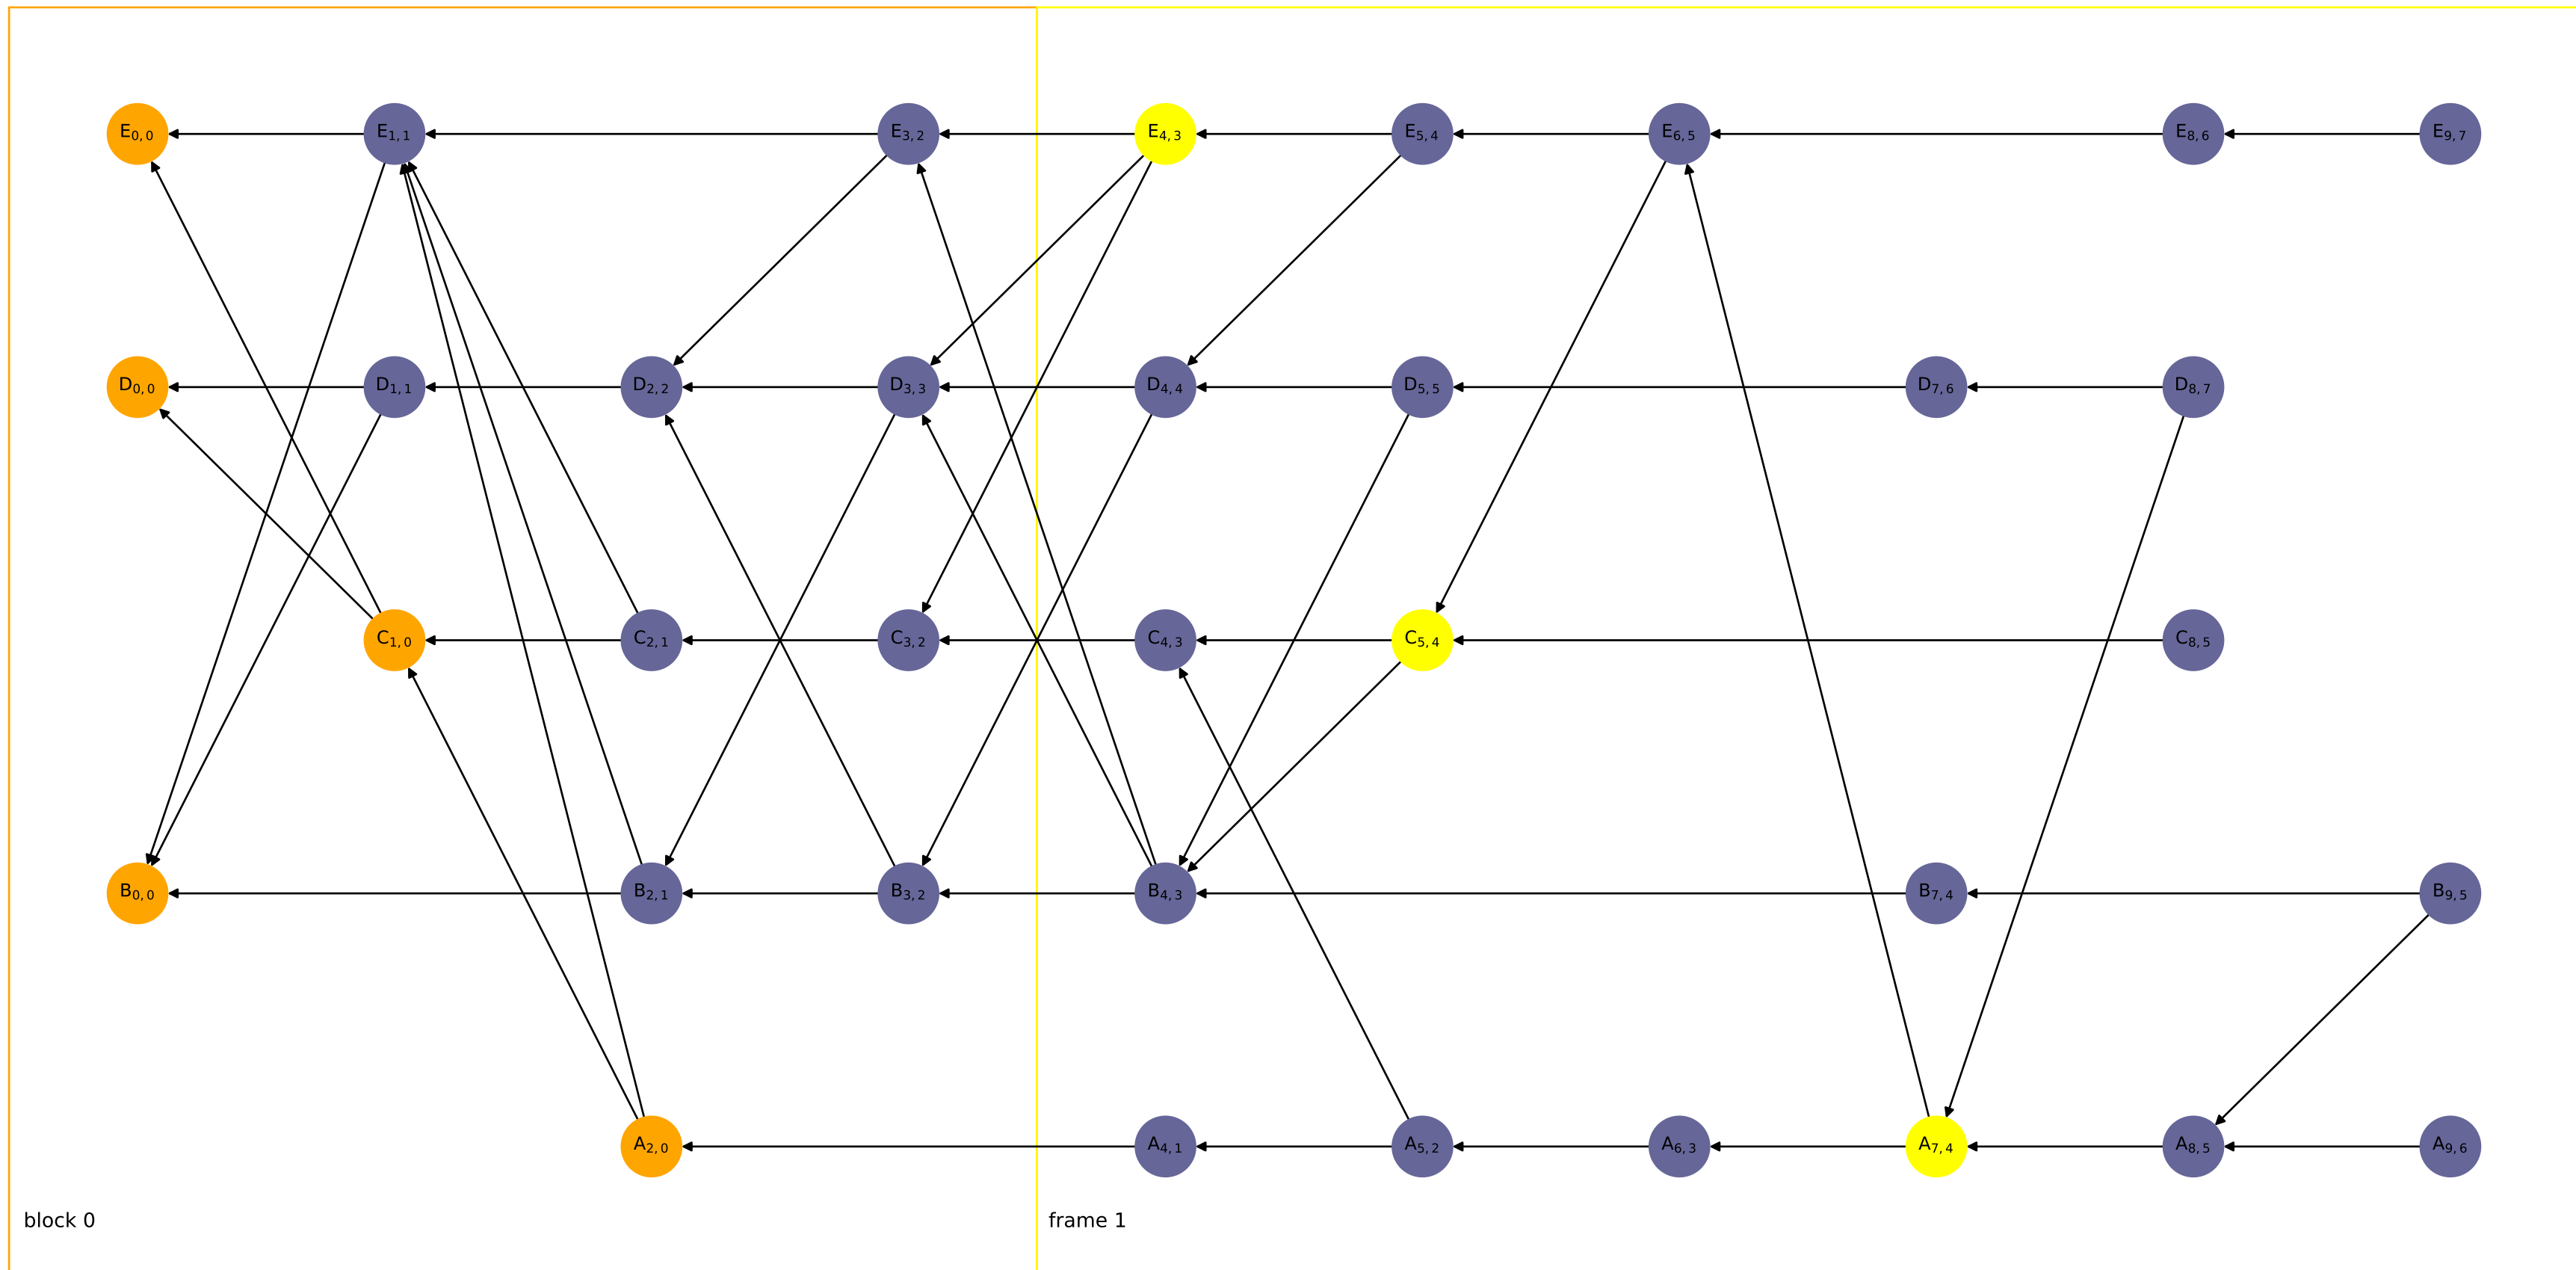 E0,0 E1,1 E3,2 E4,3 E5,4 E6,5 E8,6 E9,7
D0,0 D1,1 D2,2 D3,3 D4,4 D5,5 D7,6 D8,7
C1,0 C2,1 C3,2 C4,3 C5,4 C8,5
B0,0 B2,1 B3,2 B4,3 B7,4 B9,5
A2,0 A4,1 A5,2 A6,3 A7,4 A8,5 A9,6
block 0 frame 1